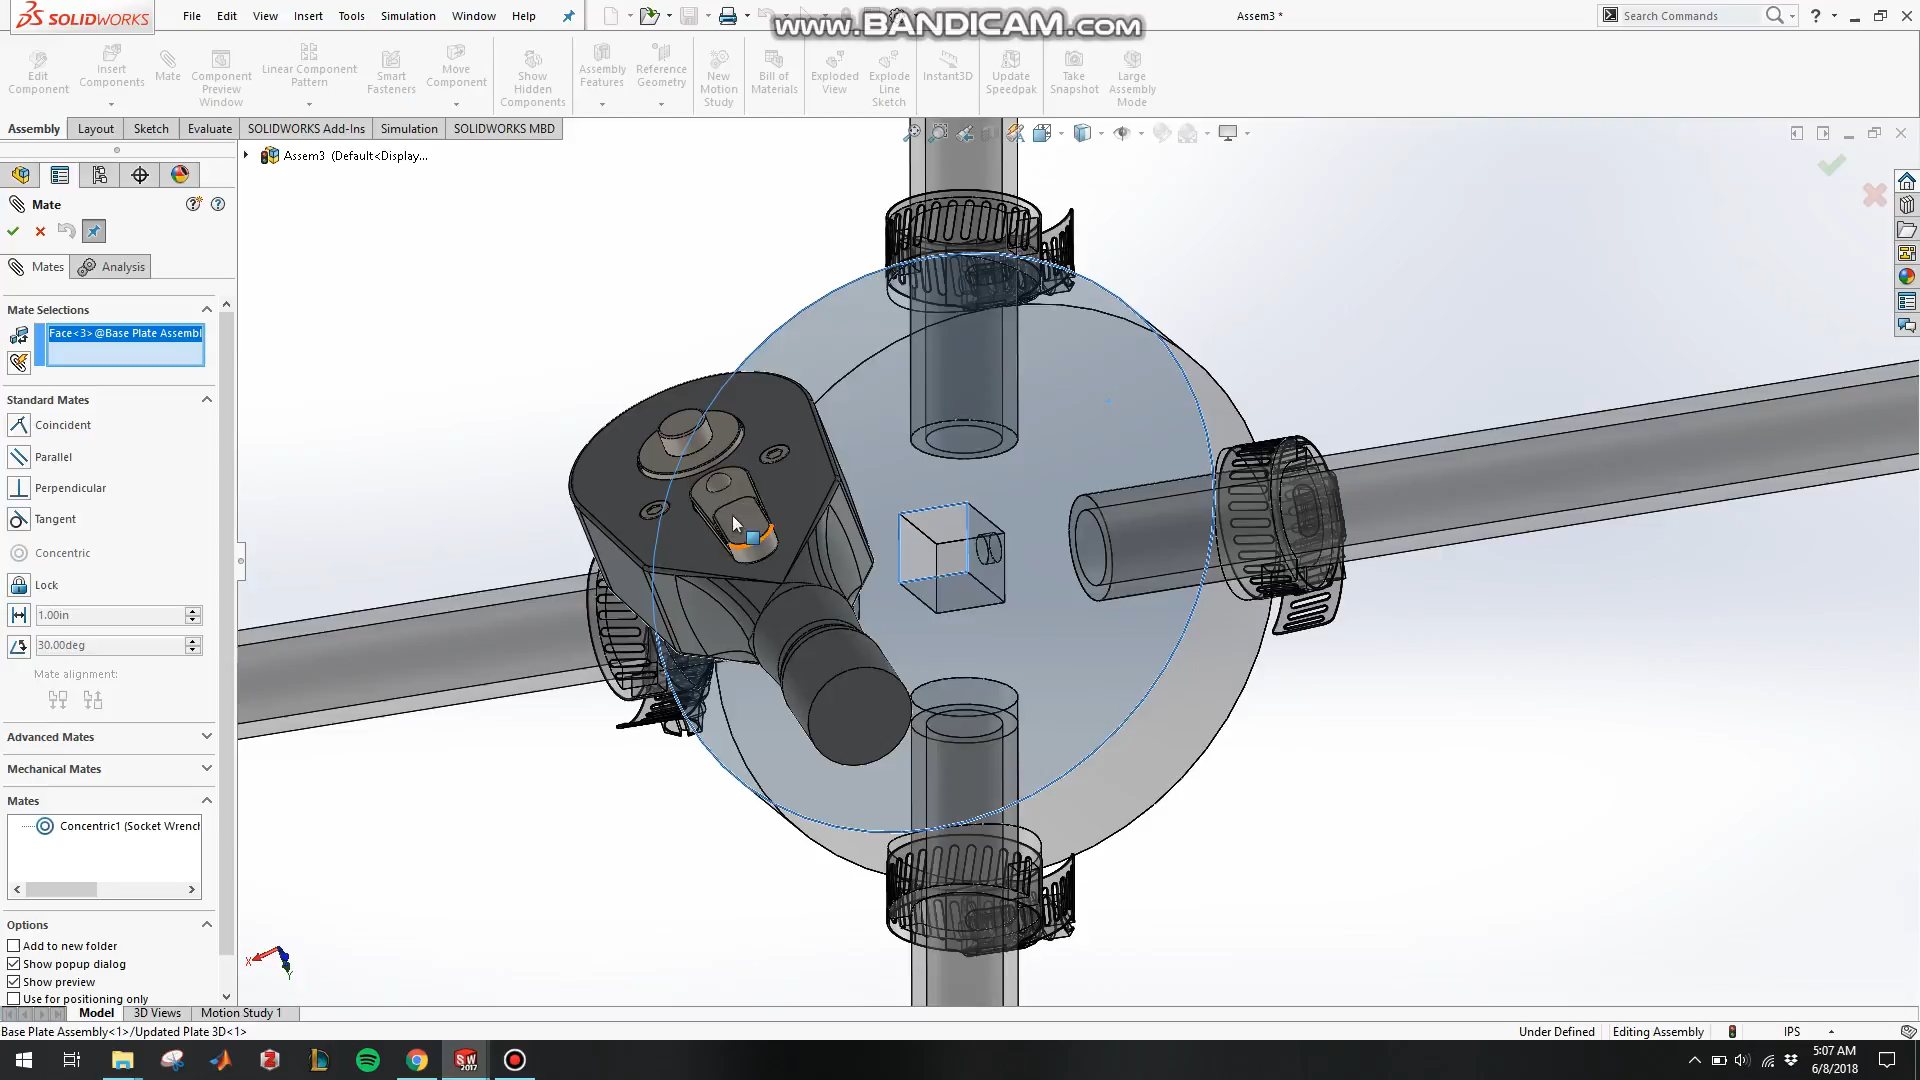 SOLIDWORKS
File Edit View Insert Tools Simulation Window Help
www.BANDICAM.com
Assem3 *
Search Commands
Edit Component
Insert Components
Mate
Component Preview Window
Linear Component Pattern
Smart Fasteners
Move Component
Show Hidden Components
Assembly Features
Reference Geometry
New Motion Study
Bill of Materials
Exploded View
Explode Line Sketch
Instant3D
Update Speedpak
Take Snapshot
Large Assembly Mode
Assembly Layout Sketch Evaluate SOLIDWORKS Add-Ins Simulation SOLIDWORKS MBD
Assem3 (Default<Display...
Mate
Mates Analysis
Mate Selections
Face<3>@Base Plate Assembl
Standard Mates
Coincident
Parallel
Perpendicular
Tangent
Concentric
Lock
1.00in
30.00deg
Mate alignment:
Advanced Mates
Mechanical Mates
Mates
Concentric1 (Socket Wrench
Options
Add to new folder
Show popup dialog
Show preview
Use for positioning only
X
Y
Model 3D Views Motion Study 1
Base Plate Assembly<1>/Updated Plate 3D<1>
Under Defined Editing Assembly IPS
SW 2017
5:07 AM
6/8/2018